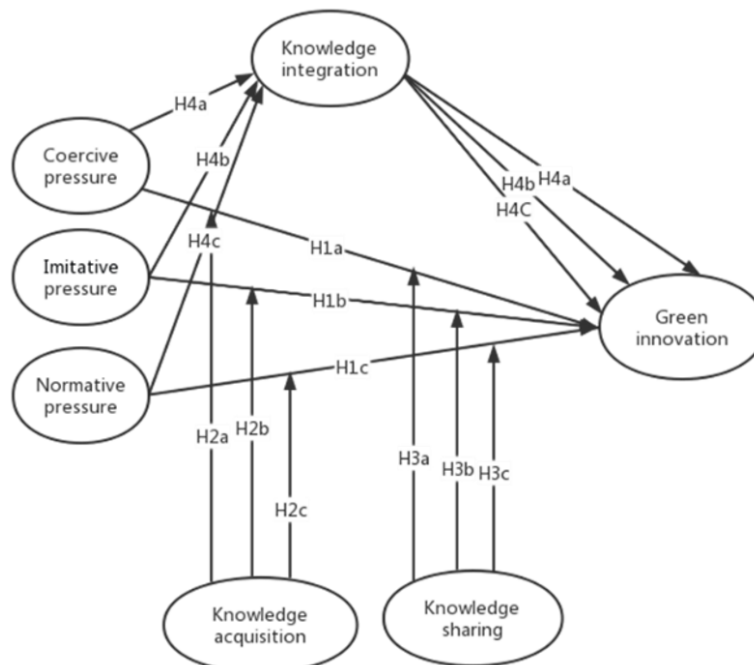 Knowledge
integration
H4a
Coercive
pressure
H4b
H4b
H4a
H4C
H4c
H1a
Imitative
pressure
H1b
Green
innovation
Normative
pressure
H1c
H2a
H2b
H3a
H3b
H3c
H2c
Knowledge
acquisition
Knowledge
sharing